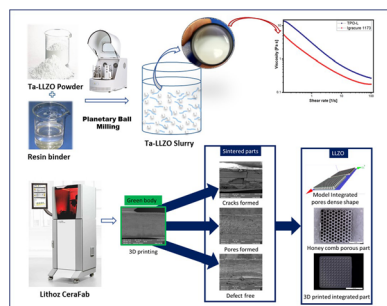 Ta-LLZO Powder
+
Resin binder
Planetary Ball
Milling
Ta-LLZO Slurry
Viscosity [Pa·s]
Shear rate [1/s]
TPO-L
Irgacure 1173
Lithoz CeraFab
Green body
3D printing
Sintered parts
Cracks formed
Pores formed
Defect free
LLZO
Model Integrated
pores dense shape
Honey comb porous part
3D printed integrated part